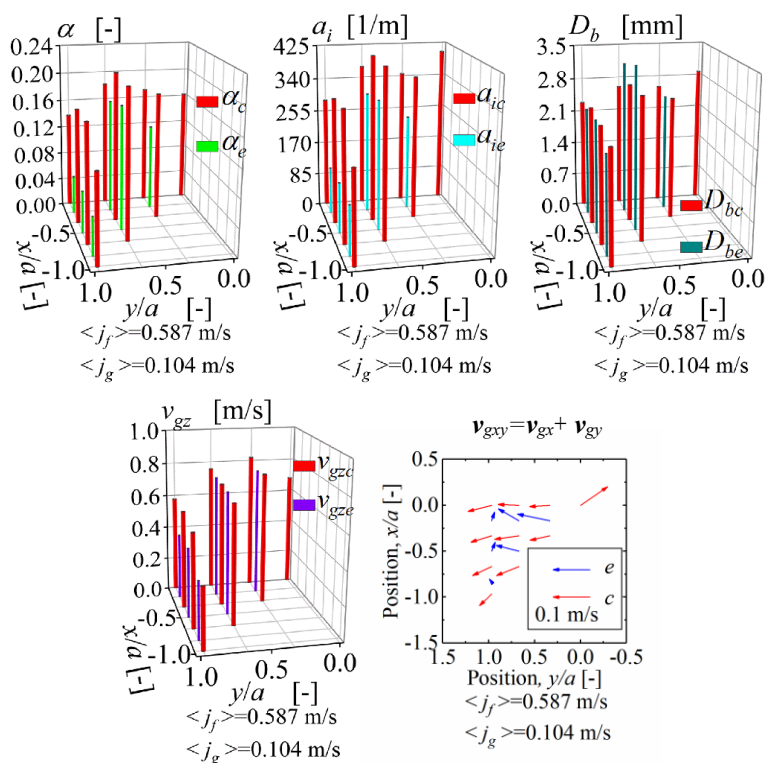 α [-]
0.24
0.20
0.16
0.12
0.08
0.04
0.00
-0.5
-1.0
x/a [-]
1.0
0.5
0.0
y/a [-]
α_c
α_e
<j_f>=0.587 m/s
<j_g>=0.104 m/s
a_i [1/m]
425
340
255
170
85
0
-0.5
-1.0
x/a [-]
1.0
0.5
0.0
y/a [-]
a_ic
a_ie
<j_f>=0.587 m/s
<j_g>=0.104 m/s
D_b [mm]
3.5
2.8
2.1
1.4
0.7
0.0
-0.5
-1.0
x/a [-]
1.0
0.5
0.0
y/a [-]
D_bc
D_be
<j_f>=0.587 m/s
<j_g>=0.104 m/s
v_gz [m/s]
1.0
0.8
0.6
0.4
0.2
0.0
-0.5
-1.0
x/a [-]
1.0
0.5
0.0
y/a [-]
v_gzc
v_gze
<j_f>=0.587 m/s
<j_g>=0.104 m/s
v_gxy=v_gx+ v_gy
0.5
0.0
-0.5
-1.0
-1.5
Position, x/a [-]
e
c
0.1 m/s
1.5 1.0 0.5 0.0 -0.5
Position, y/a [-]
<j_f>=0.587 m/s
<j_g>=0.104 m/s